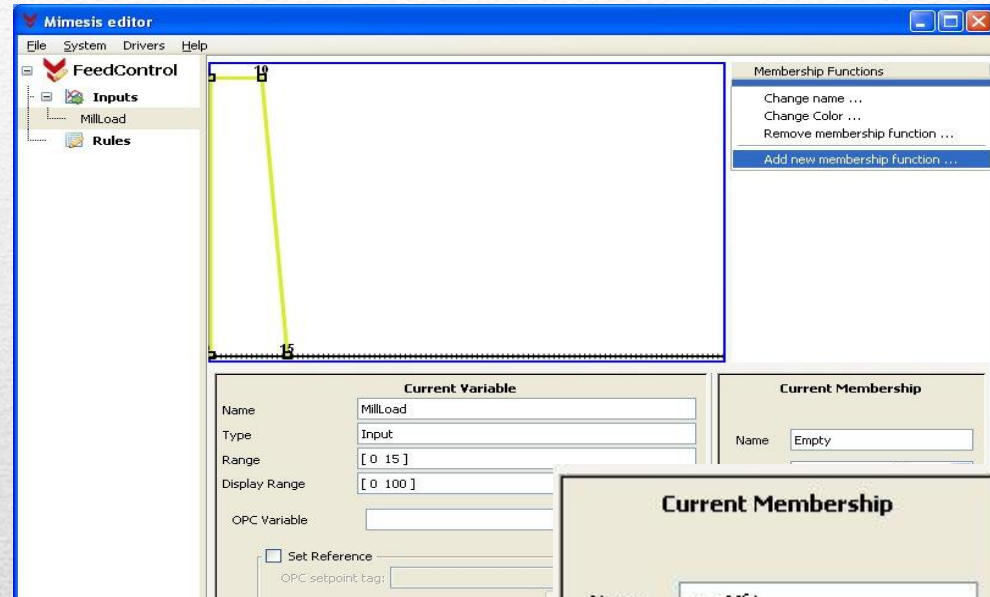 Mimesis editor
File System Drivers Help
FeedControl
Inputs
MillLoad
Rules
10
15
Membership Functions
Change name ...
Change Color ...
Remove membership function ...
Add new membership function ...
Current Variable
Name MillLoad
Type Input
Range [ 0 15 ]
Display Range [ 0 100 ]
OPC Variable
Set Reference
OPC setpoint tag:
Current Membership
Name Empty
Current Membership